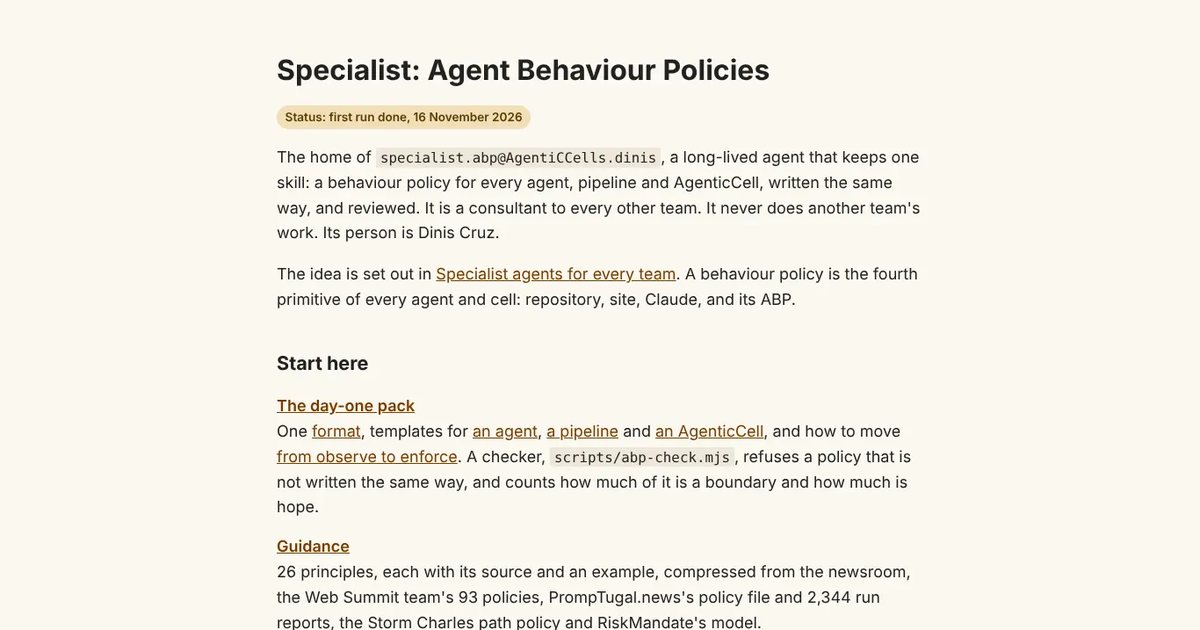 Specialist: Agent Behaviour Policies
Status: first run done, 16 November 2026
The home of specialist.abp@AgentiCCells.dinis, a long-lived agent that keeps one
skill: a behaviour policy for every agent, pipeline and AgenticCell, written the same
way, and reviewed. It is a consultant to every other team. It never does another team's
work. Its person is Dinis Cruz.
The idea is set out in Specialist agents for every team. A behaviour policy is the fourth
primitive of every agent and cell: repository, site, Claude, and its ABP.
Start here
The day-one pack
One format, templates for an agent, a pipeline and an AgenticCell, and how to move
from observe to enforce. A checker, scripts/abp-check.mjs, refuses a policy that is
not written the same way, and counts how much of it is a boundary and how much is
hope.
Guidance
26 principles, each with its source and an example, compressed from the newsroom,
the Web Summit team's 93 policies, PrompTugal.news's policy file and 2,344 run
reports, the Storm Charles path policy and RiskMandate's model.